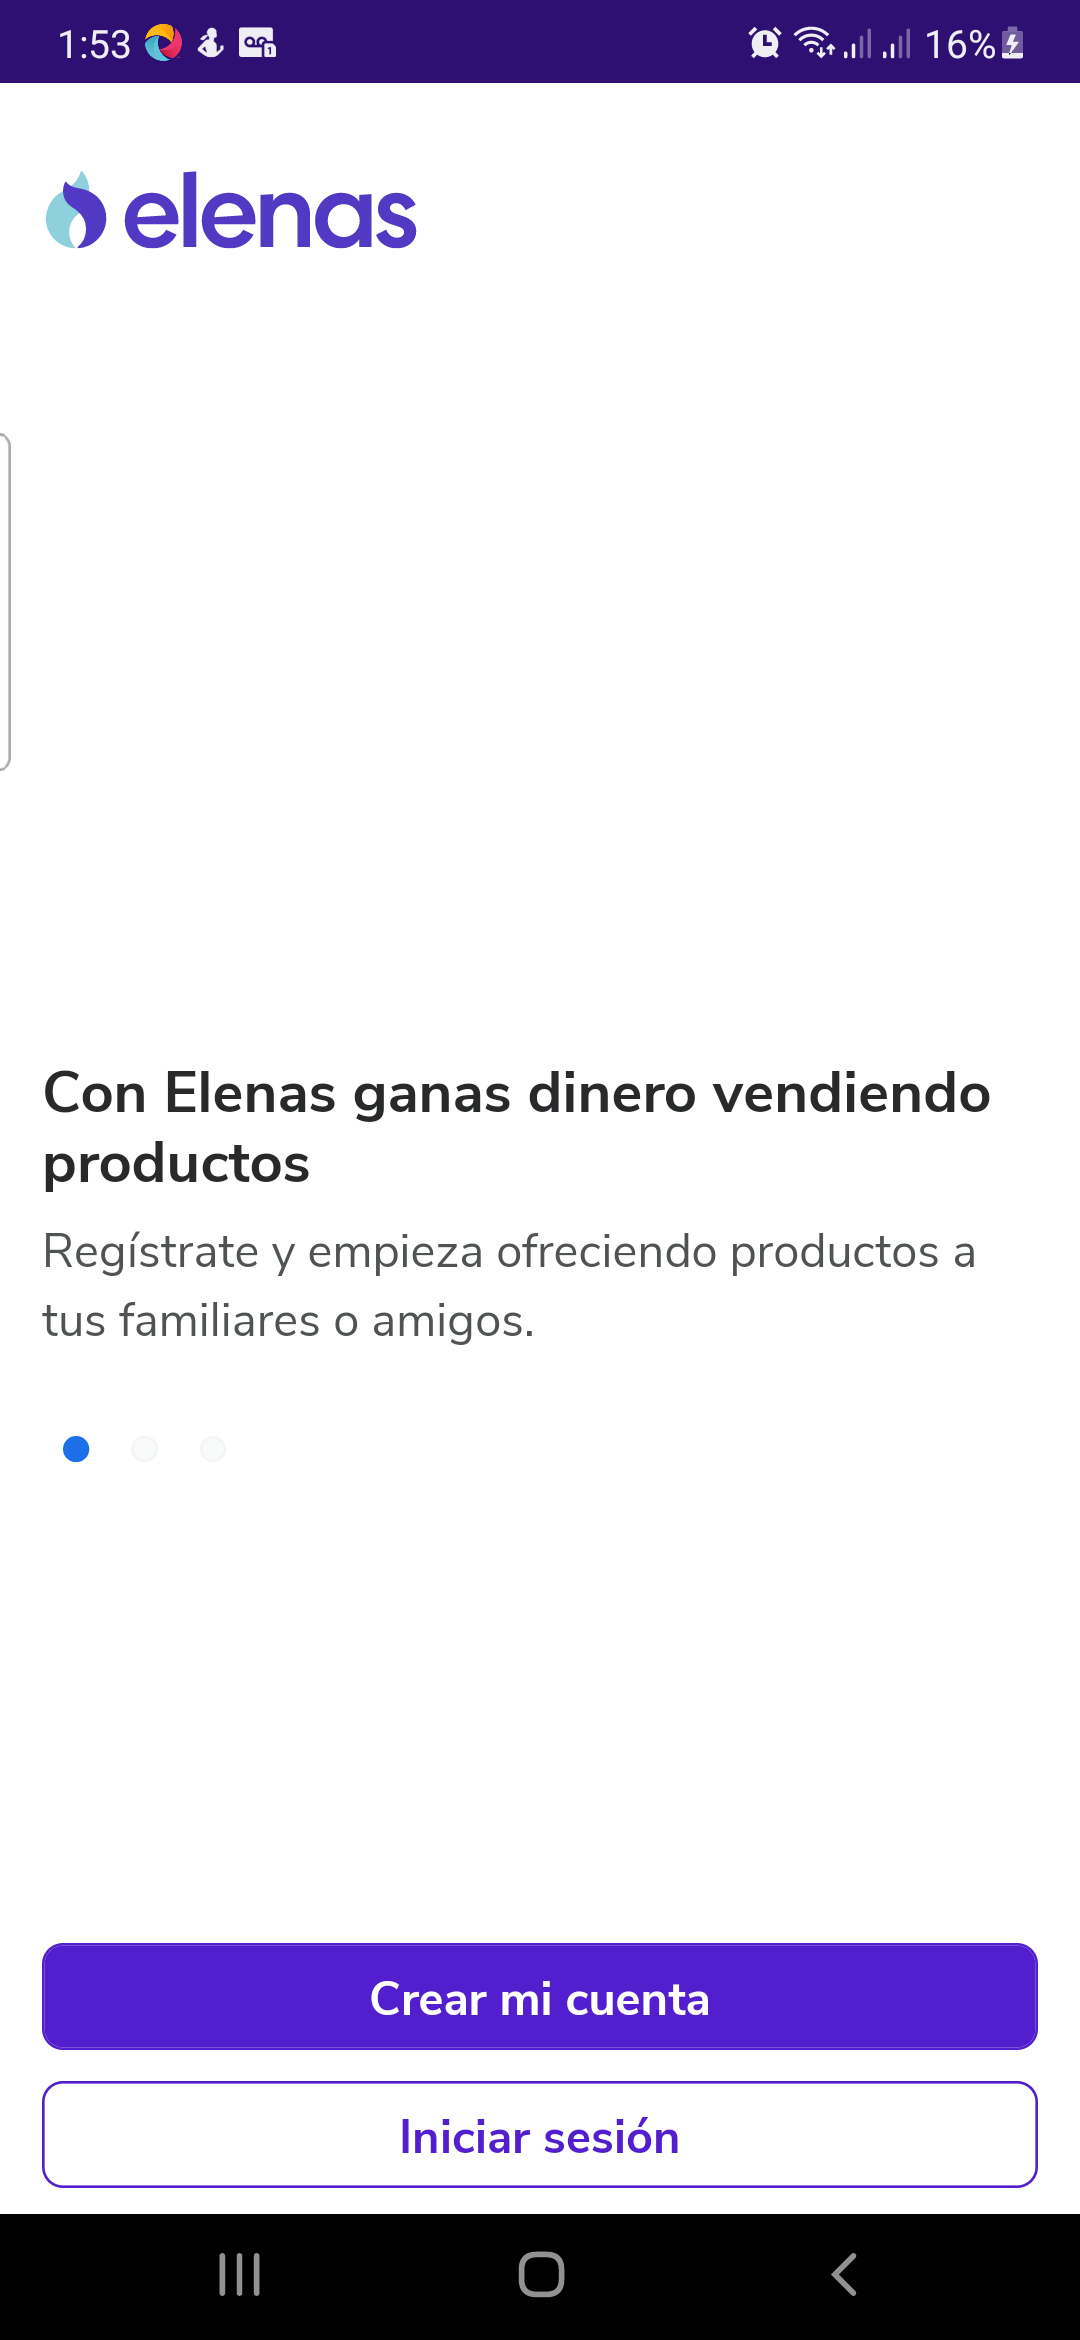 1:53
16%
elenas
Con Elenas ganas dinero vendiendo
productos
Regístrate y empieza ofreciendo productos a
tus familiares o amigos.
Crear mi cuenta
Iniciar sesión